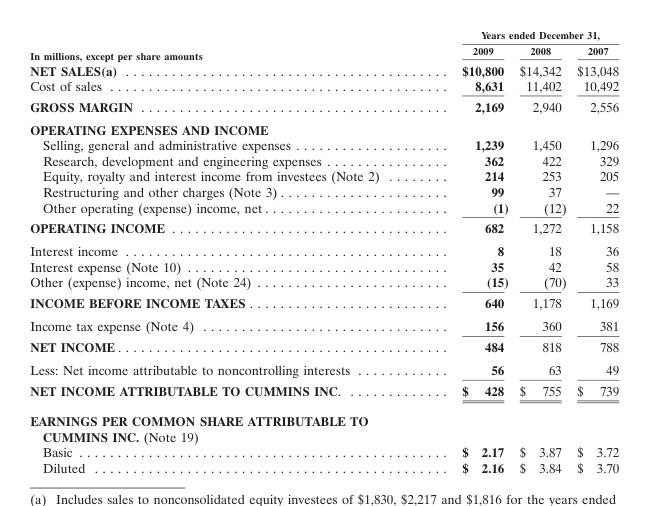 Years ended December 31,
In millions, except per share amounts 2009 2008 2007
NET SALES(a) $10,800 $14,342 $13,048
Cost of sales 8,631 11,402 10,492
GROSS MARGIN 2,169 2,940 2,556
OPERATING EXPENSES AND INCOME
Selling, general and administrative expenses 1,239 1,450 1,296
Research, development and engineering expenses 362 422 329
Equity, royalty and interest income from investees (Note 2) 214 253 205
Restructuring and other charges (Note 3) 99 37 —
Other operating (expense) income, net (1) (12) 22
OPERATING INCOME 682 1,272 1,158
Interest income 8 18 36
Interest expense (Note 10) 35 42 58
Other (expense) income, net (Note 24) (15) (70) 33
INCOME BEFORE INCOME TAXES 640 1,178 1,169
Income tax expense (Note 4) 156 360 381
NET INCOME 484 818 788
Less: Net income attributable to noncontrolling interests 56 63 49
NET INCOME ATTRIBUTABLE TO CUMMINS INC. $ 428 $ 755 $ 739
EARNINGS PER COMMON SHARE ATTRIBUTABLE TO
CUMMINS INC. (Note 19)
Basic $ 2.17 $ 3.87 $ 3.72
Diluted $ 2.16 $ 3.84 $ 3.70
(a) Includes sales to nonconsolidated equity investees of $1,830, $2,217 and $1,816 for the years ended